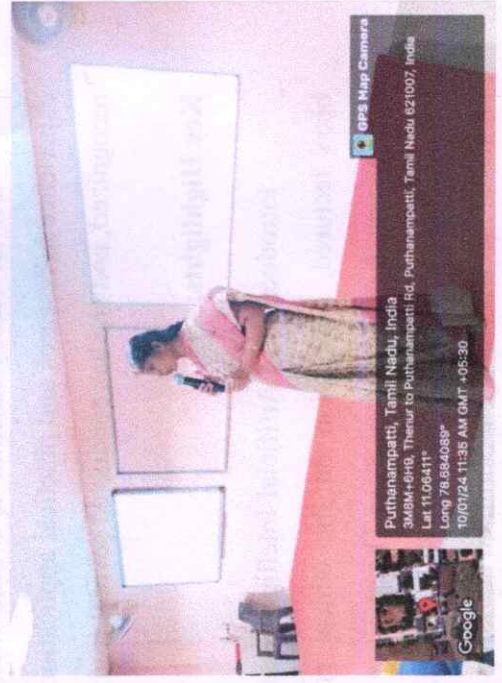 GPS Map Camera
Puthanampatti, Tamil Nadu, India
3M8M+6H9, Thenur to Puthanampatti Rd, Puthanampatti, Tamil Nadu 621007, India
Lat 11.06411°
Long 78.684089°
10/01/24 11:35 AM GMT +05:30
Google